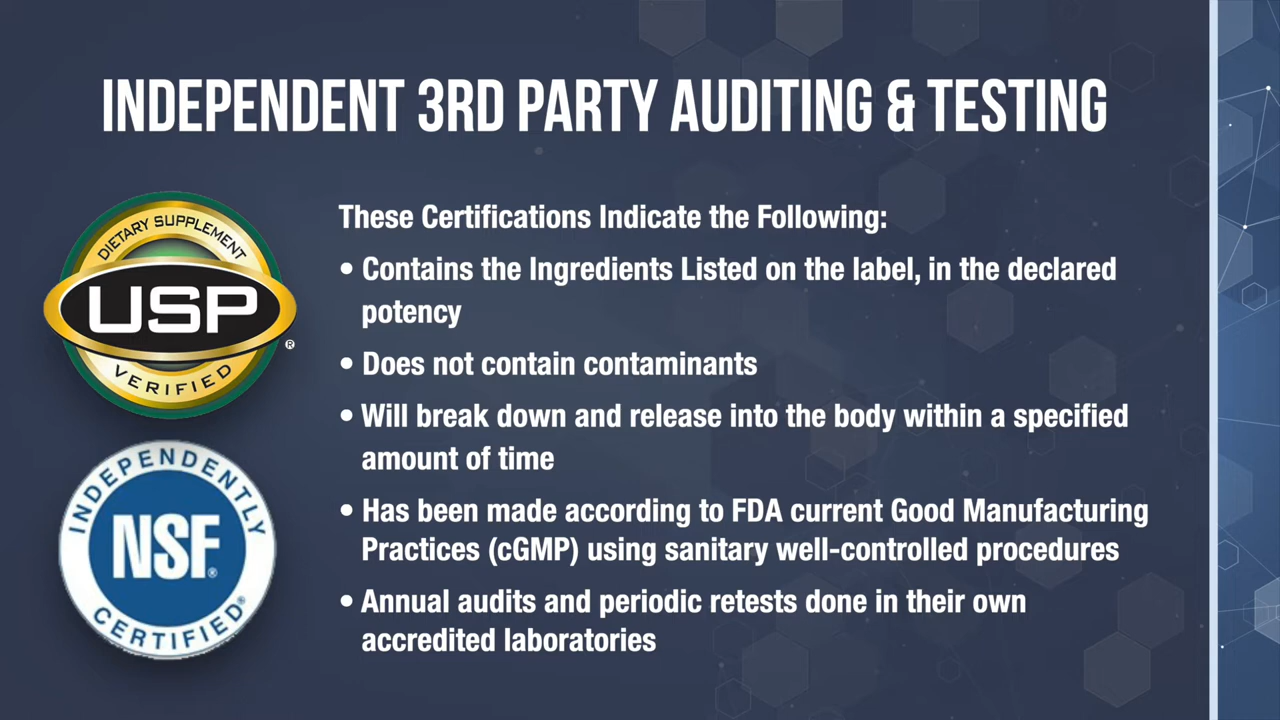 INDEPENDENT 3RD PARTY AUDITING & TESTING
DIETARY SUPPLEMENT
USP
®
VERIFIED
INDEPENDENTLY
NSF®
CERTIFIED®
These Certifications Indicate the Following:
• Contains the Ingredients Listed on the label, in the declared
potency
• Does not contain contaminants
• Will break down and release into the body within a specified
amount of time
• Has been made according to FDA current Good Manufacturing
Practices (cGMP) using sanitary well-controlled procedures
• Annual audits and periodic retests done in their own
accredited laboratories